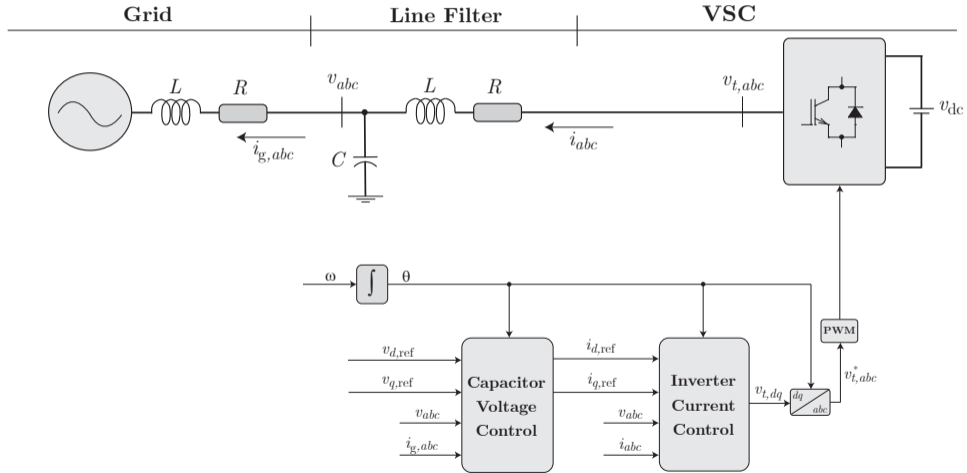 Grid Line Filter VSC
L R v_abc L R v_t,abc
v_dc
i_g,abc C i_abc
ω ∫ θ
PWM
v_d,ref i_d,ref
v_q,ref i_q,ref
v_abc v_abc
i_g,abc i_abc
Capacitor
Voltage
Control
Inverter
Current
Control
v_t,dq dq
abc
v*_t,abc